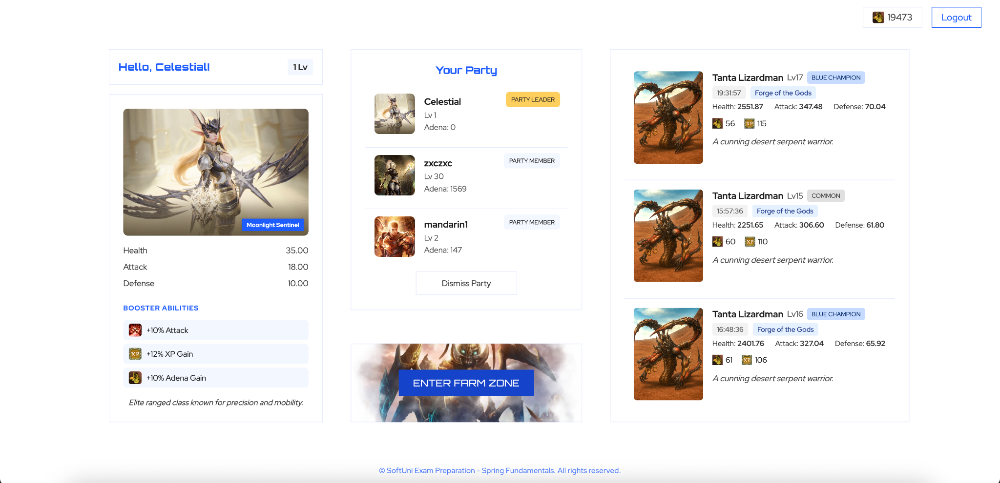 19473
Logout
Hello, Celestial!
1 Lv
Moonlight Sentinel
Health 35.00
Attack 18.00
Defense 10.00
BOOSTER ABILITIES
+10% Attack
XP +12% XP Gain
+10% Adena Gain
Elite ranged class known for precision and mobility.
Your Party
Celestial
PARTY LEADER
Lv 1
Adena: 0
zxczxc
PARTY MEMBER
Lv 30
Adena: 1569
mandarin1
PARTY MEMBER
Lv 2
Adena: 147
Dismiss Party
ENTER FARM ZONE
Tanta Lizardman Lv17 BLUE CHAMPION
19:31:57 Forge of the Gods
Health: 2551.87 Attack: 347.48 Defense: 70.04
56 XP 115
A cunning desert serpent warrior.
Tanta Lizardman Lv15 COMMON
15:57:36 Forge of the Gods
Health: 2251.65 Attack: 306.60 Defense: 61.80
60 XP 110
A cunning desert serpent warrior.
Tanta Lizardman Lv16 BLUE CHAMPION
16:48:36 Forge of the Gods
Health: 2401.76 Attack: 327.04 Defense: 65.92
61 XP 106
A cunning desert serpent warrior.
© SoftUni Exam Preparation - Spring Fundamentals. All rights reserved.